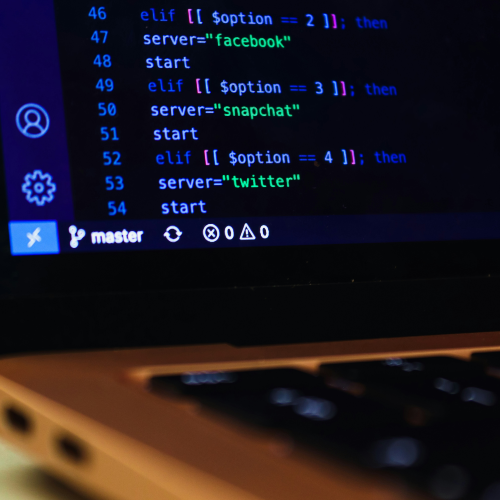 46 elif [[ $option == 2 ]]; then
47 server="facebook"
48 start
49 elif [[ $option == 3 ]]; then
50 server="snapchat"
51 start
52 elif [[ $option == 4 ]]; then
53 server="twitter"
54 start
master 0 0